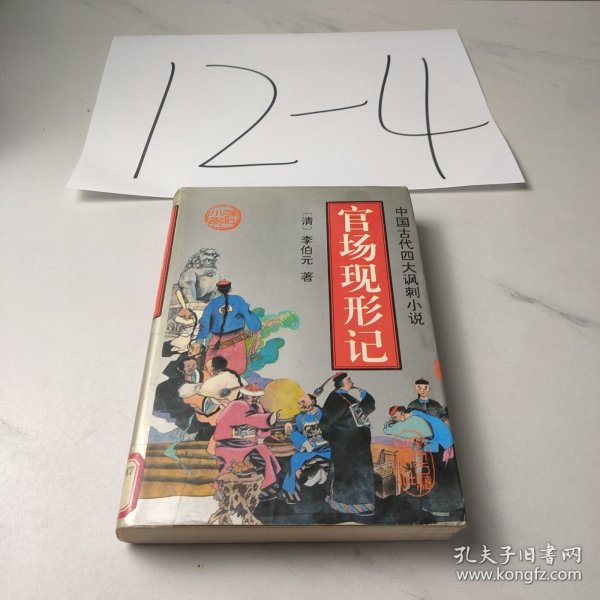 12-4
中国古代四大讽刺小说
官场现形记
［清］李伯元 著
孔夫子旧书网
www.kongfz.com